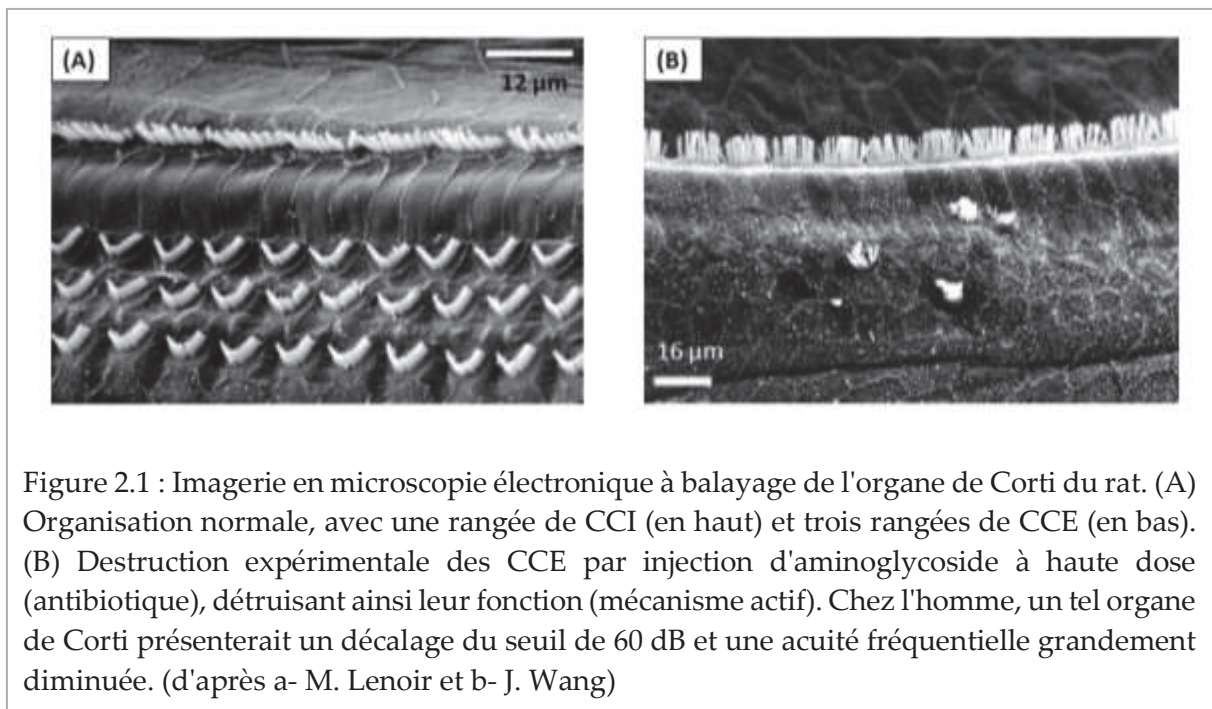 (A)
12 µm
(B)
16 µm
Figure 2.1 : Imagerie en microscopie électronique à balayage de l'organe de Corti du rat. (A)
Organisation normale, avec une rangée de CCI (en haut) et trois rangées de CCE (en bas).
(B) Destruction expérimentale des CCE par injection d'aminoglycoside à haute dose
(antibiotique), détruisant ainsi leur fonction (mécanisme actif). Chez l'homme, un tel organe
de Corti présenterait un décalage du seuil de 60 dB et une acuité fréquentielle grandement
diminuée. (d'après a- M. Lenoir et b- J. Wang)